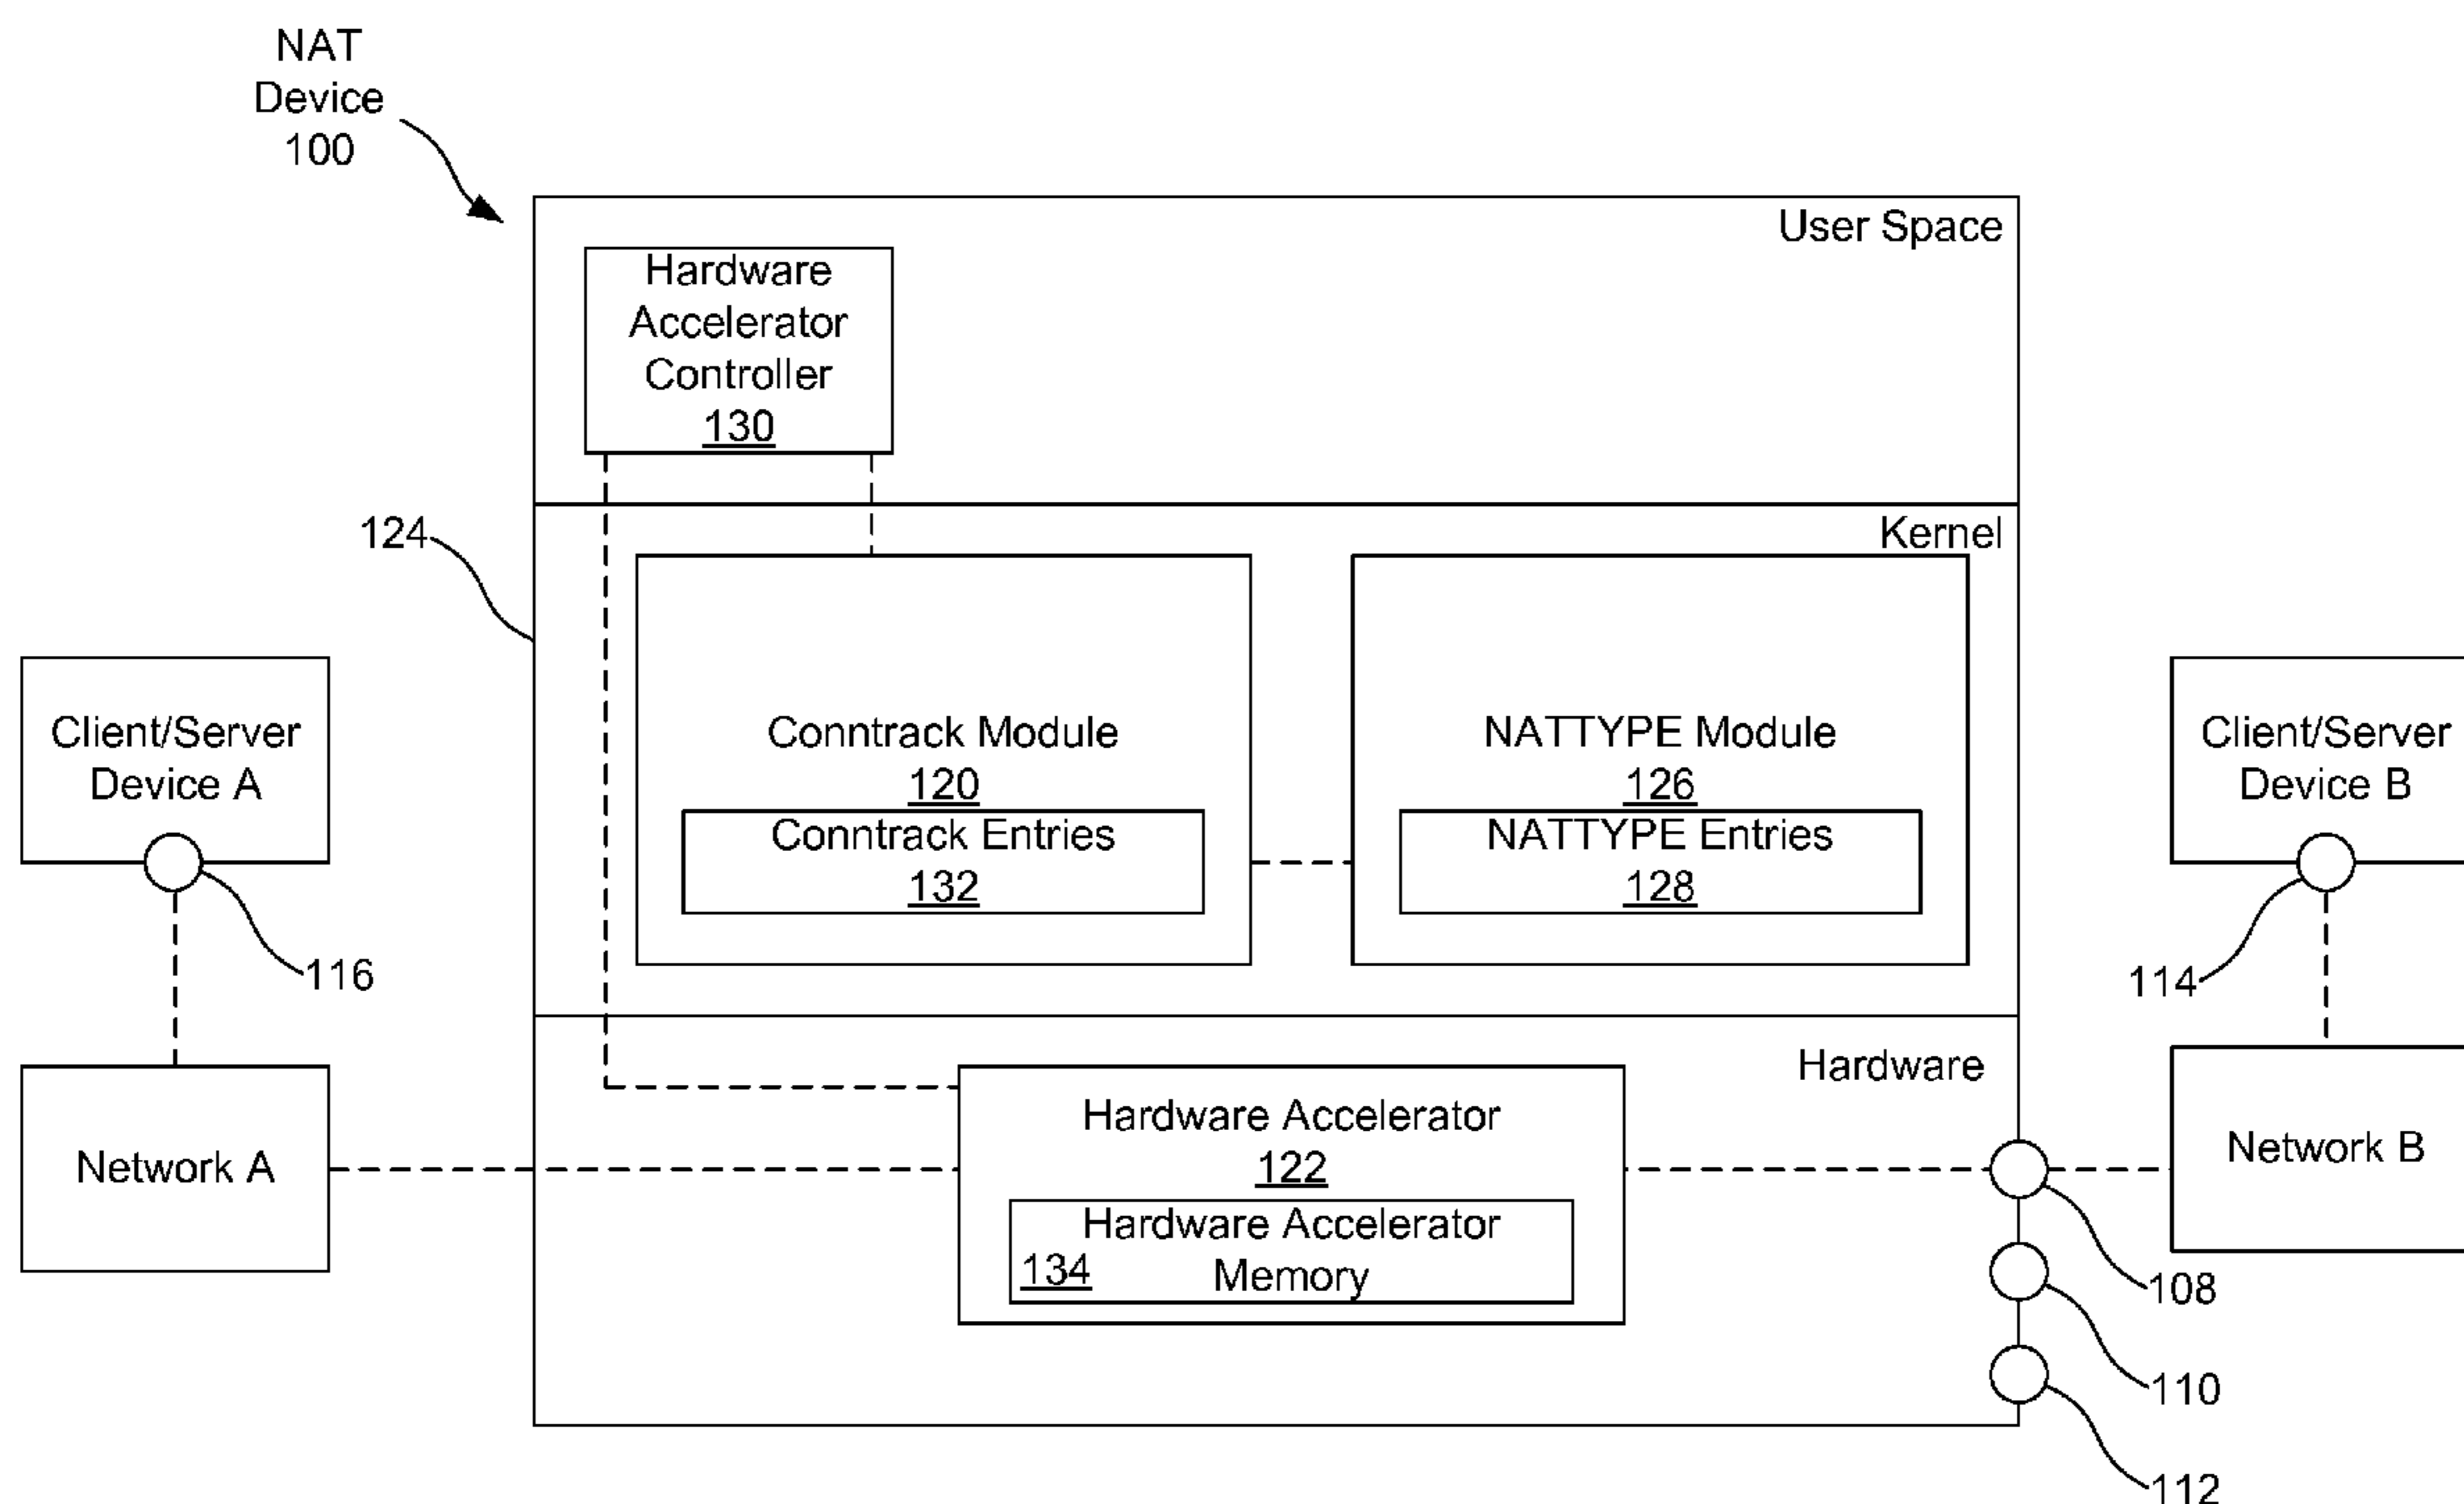 NAT
Device
100
User Space
Hardware
Accelerator
Controller
130
124
Kernel
Conntrack Module
120
Conntrack Entries
132
NATTYPE Module
126
NATTYPE Entries
128
Client/Server
Device A
116
Client/Server
Device B
114
Network A
Hardware
Hardware Accelerator
122
Hardware Accelerator
134 Memory
Network B
108
110
112